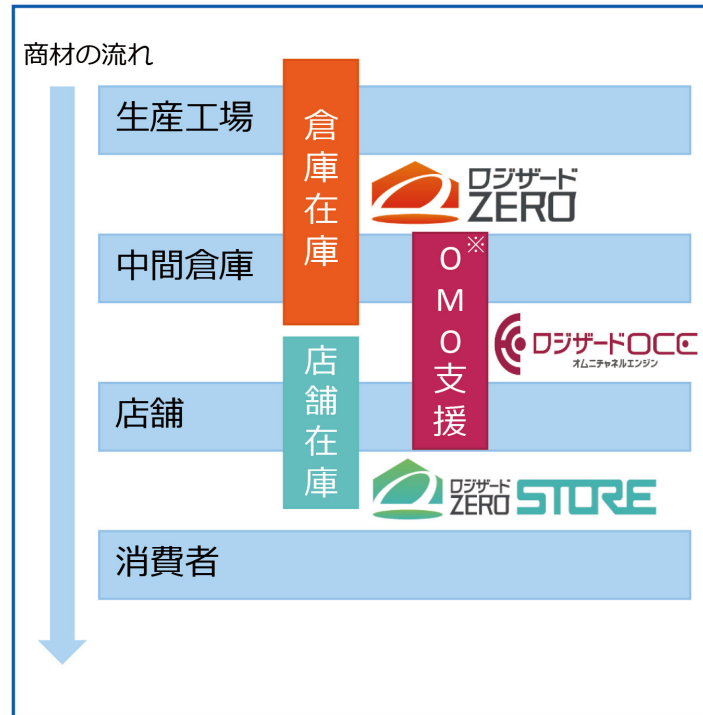 商材の流れ
生産工場
倉庫在庫
ロジザード
ZERO
中間倉庫
OMO支援
※
ロジザードOCE
オムニチャネルエンジン
店舗
店舗在庫
ロジザード
ZERO STORE
消費者